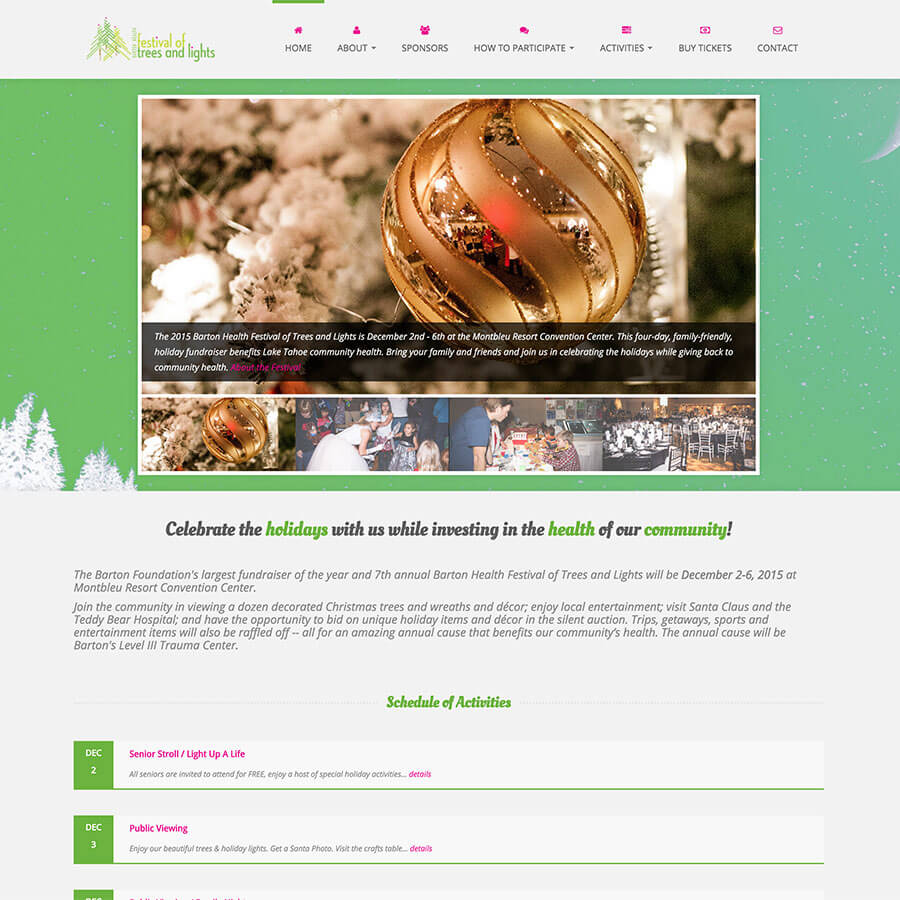 festival of
trees and lights
HOME ABOUT SPONSORS HOW TO PARTICIPATE ACTIVITIES BUY TICKETS CONTACT
The 2015 Barton Health Festival of Trees and Lights is December 2nd - 6th at the Montbleu Resort Convention Center. This four-day, family-friendly,
holiday fundraiser benefits Lake Tahoe community health. Bring your family and friends and join us in celebrating the holidays while giving back to
community health. About the Festival
Celebrate the holidays with us while investing in the health of our community!
The Barton Foundation's largest fundraiser of the year and 7th annual Barton Health Festival of Trees and Lights will be December 2-6, 2015 at
Montbleu Resort Convention Center.
Join the community in viewing a dozen decorated Christmas trees and wreaths and décor; enjoy local entertainment; visit Santa Claus and the
Teddy Bear Hospital; and have the opportunity to bid on unique holiday items and décor in the silent auction. Trips, getaways, sports and
entertainment items will also be raffled off -- all for an amazing annual cause that benefits our community's health. The annual cause will be
Barton's Level III Trauma Center.
Schedule of Activities
DEC
2
Senior Stroll / Light Up A Life
All seniors are invited to attend for FREE, enjoy a host of special holiday activities... details
DEC
3
Public Viewing
Enjoy our beautiful trees & holiday lights. Get a Santa Photo. Visit the crafts table... details